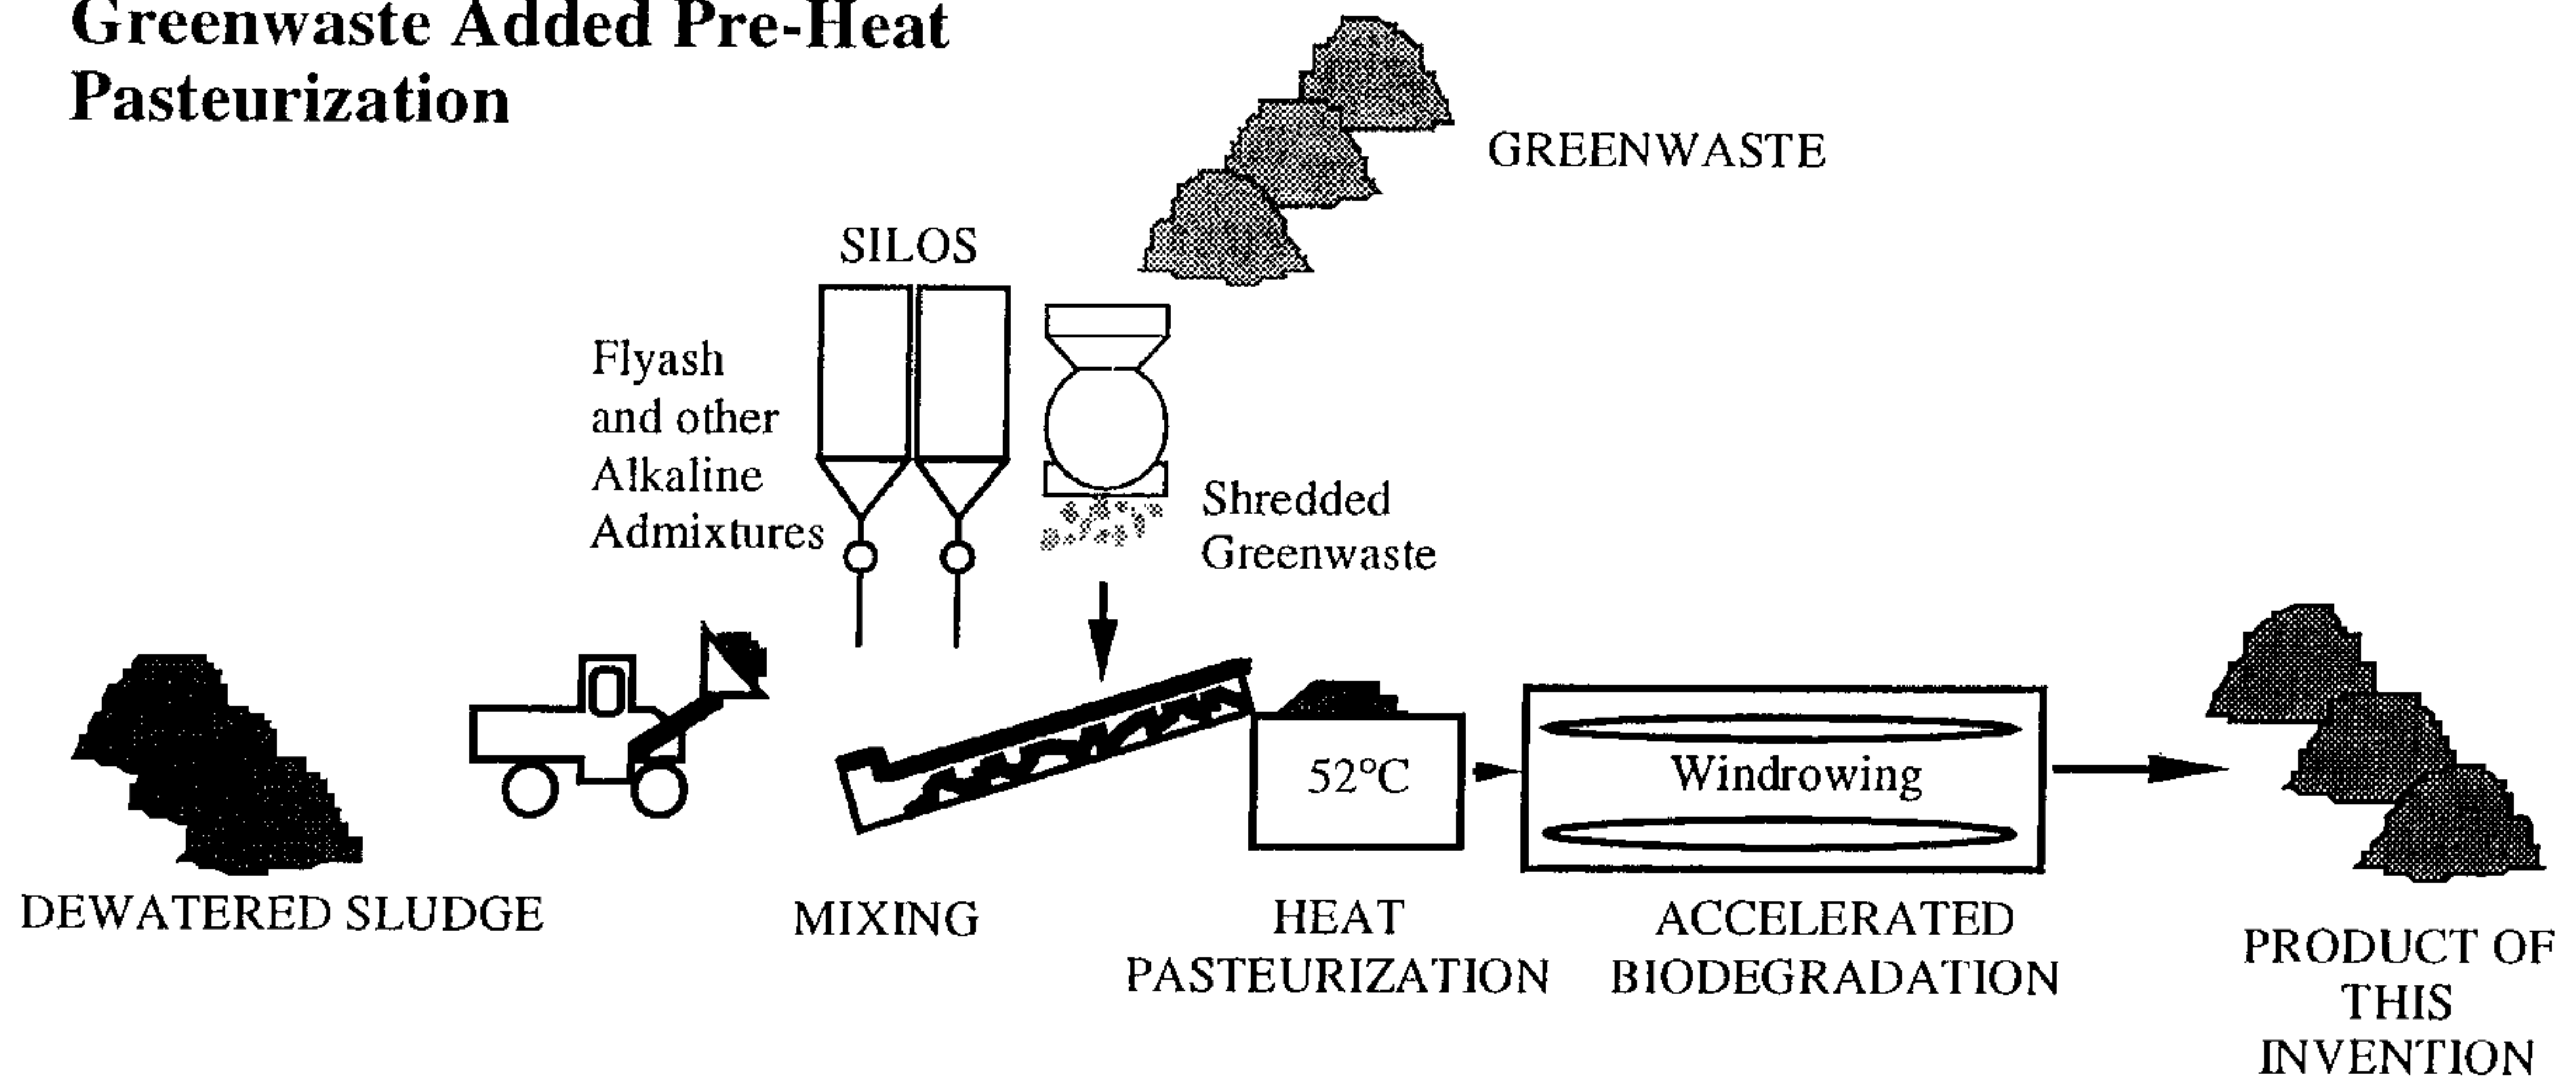 Greenwaste Added Pre-Heat
Pasteurization
GREENWASTE
SILOS
Flyash
and other
Alkaline
Admixtures
Shredded
Greenwaste
52°C
Windrowing
DEWATERED SLUDGE
MIXING
HEAT
PASTEURIZATION
ACCELERATED
BIODEGRADATION
PRODUCT OF
THIS
INVENTION